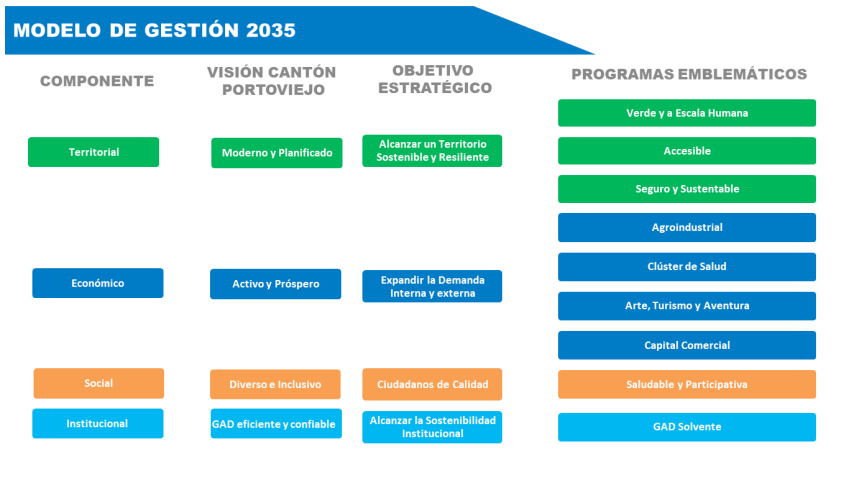 MODELO DE GESTIÓN 2035
COMPONENTE
VISIÓN CANTÓN
PORTOVIEJO
OBJETIVO
ESTRATÉGICO
PROGRAMAS EMBLEMÁTICOS
Territorial
Moderno y Planificado
Alcanzar un Territorio
Sostenible y Resiliente
Verde y a Escala Humana
Accesible
Seguro y Sustentable
Económico
Activo y Próspero
Expandir la Demanda
Interna y externa
Agroindustrial
Clúster de Salud
Arte, Turismo y Aventura
Capital Comercial
Social
Diverso e Inclusivo
Ciudadanos de Calidad
Saludable y Participativa
Institucional
GAD eficiente y confiable
Alcanzar la Sostenibilidad
Institucional
GAD Solvente